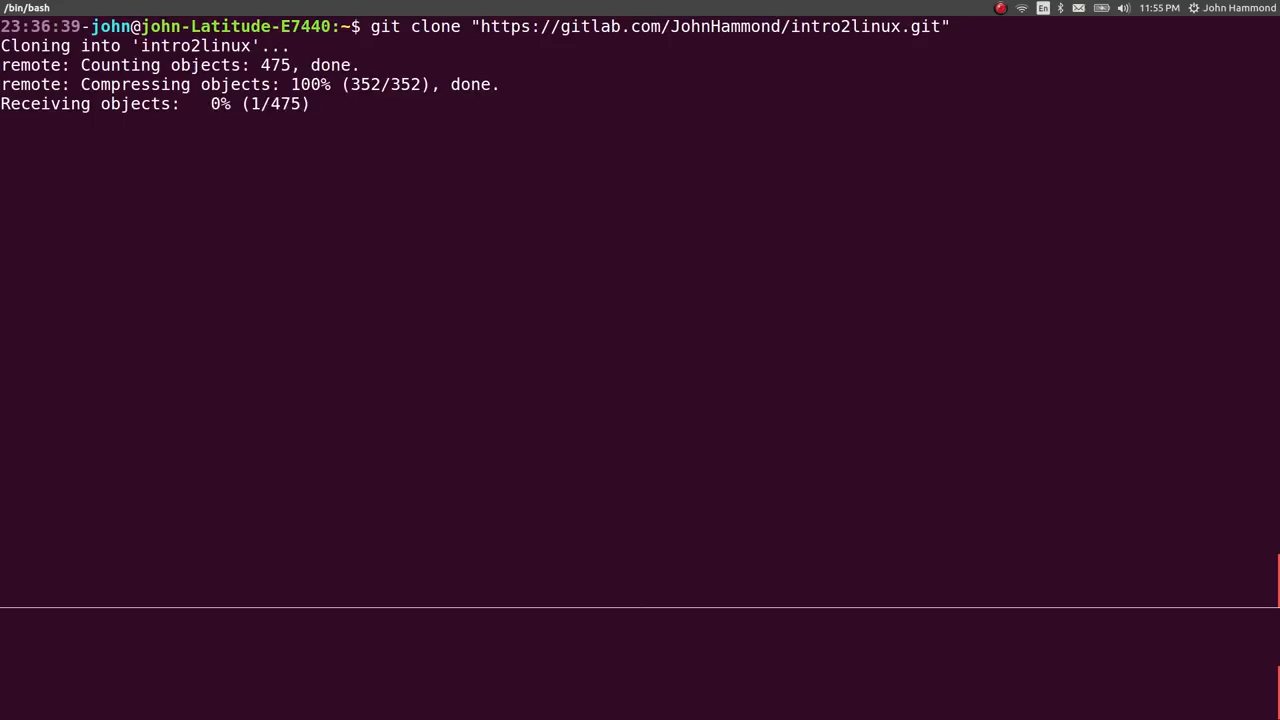 /bin/bash
En
11:55 PM
John Hammond
23:36:39-john@john-Latitude-E7440:~$ git clone "https://gitlab.com/JohnHammond/intro2linux.git"
Cloning into 'intro2linux'...
remote: Counting objects: 475, done.
remote: Compressing objects: 100% (352/352), done.
Receiving objects:   0% (1/475)